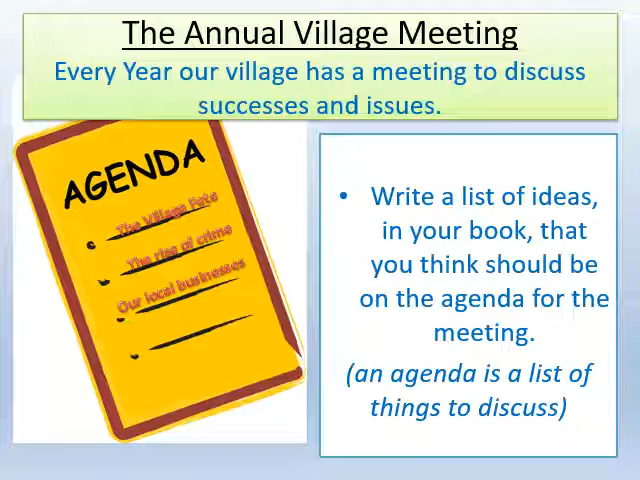 The Annual Village Meeting
Every Year our village has a meeting to discuss
successes and issues.
AGENDA
The Village Fete
The rise of crime
Our local businesses
• Write a list of ideas,
in your book, that
you think should be
on the agenda for the
meeting.
(an agenda is a list of
things to discuss)